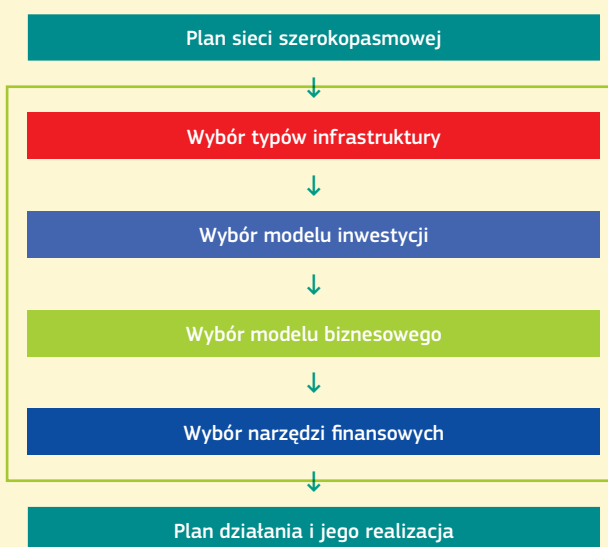 Plan sieci szerokopasmowej
Wybór typów infrastruktury
Wybór modelu inwestycji
Wybór modelu biznesowego
Wybór narzędzi finansowych
Plan działania i jego realizacja